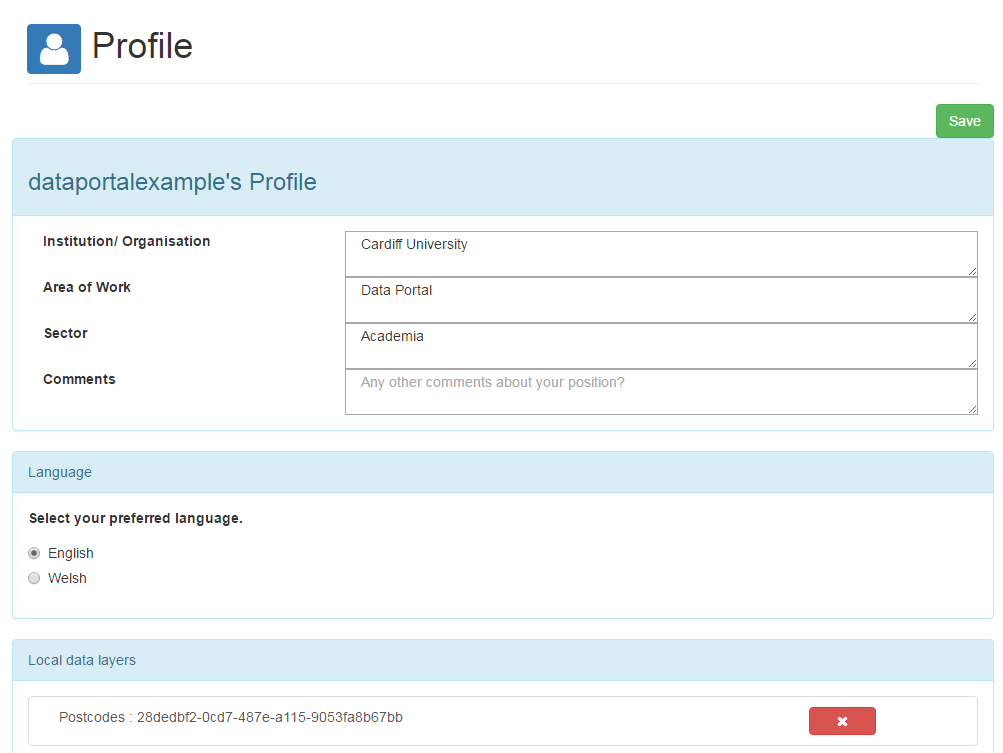 Profile
Save
dataportalexample's Profile
Institution/ Organisation
Cardiff University
Area of Work
Data Portal
Sector
Academia
Comments
Any other comments about your position?
Language
Select your preferred language.
English
Welsh
Local data layers
Postcodes : 28dedbf2-0cd7-487e-a115-9053fa8b67bb